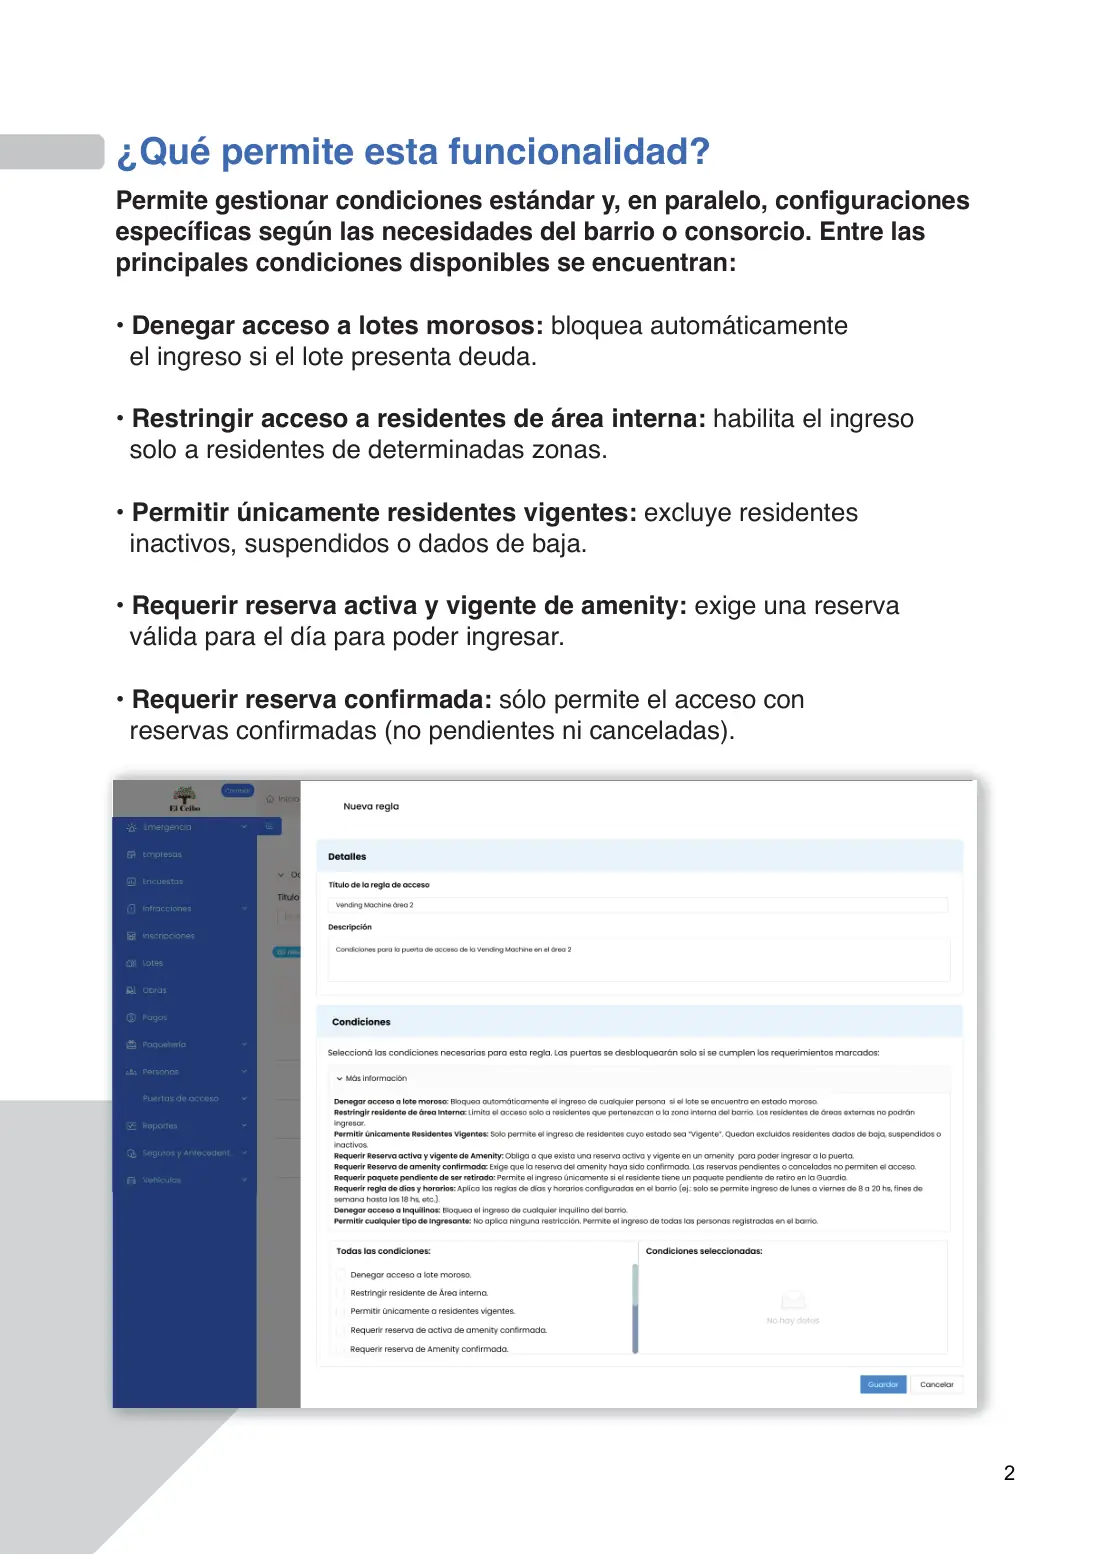 ¿Qué permite esta funcionalidad?
Permite gestionar condiciones estándar y, en paralelo, configuraciones
específicas según las necesidades del barrio o consorcio. Entre las
principales condiciones disponibles se encuentran:
• Denegar acceso a lotes morosos: bloquea automáticamente
el ingreso si el lote presenta deuda.
• Restringir acceso a residentes de área interna: habilita el ingreso
solo a residentes de determinadas zonas.
• Permitir únicamente residentes vigentes: excluye residentes
inactivos, suspendidos o dados de baja.
• Requerir reserva activa y vigente de amenity: exige una reserva
válida para el día para poder ingresar.
• Requerir reserva confirmada: sólo permite el acceso con
reservas confirmadas (no pendientes ni canceladas).
El Ceibo
Inicio
Emergencia
Empresas
Encuestas
Infracciones
Inscripciones
Lotes
Obras
Pagos
Paquetería
Personas
Puertas de acceso
Reportes
Seguros y Antecedent...
Vehículos
Título
Nueva regla
Detalles
Título de la regla de acceso
Vending Machine área 2
Descripción
Condiciones para la puerta de acceso de la Vending Machine en el área 2
Condiciones
Seleccioná las condiciones necesarias para esta regla. Las puertas se desbloquearán solo si se cumplen los requerimientos marcados:
Más información
Denegar acceso a lote moroso: Bloquea automáticamente el ingreso de cualquier persona si el lote se encuentra en estado moroso.
Restringir residente de área Interna: Limita el acceso solo a residentes que pertenezcan a la zona interna del barrio. Los residentes de áreas externas no podrán
ingresar.
Permitir únicamente Residentes Vigentes: Solo permite el ingreso de residentes cuyo estado sea "Vigente". Quedan excluidos residentes dados de baja, suspendidos o
inactivos.
Requerir Reserva activa y vigente de Amenity: Obliga a que exista una reserva activa y vigente en un amenity para poder ingresar a la puerta.
Requerir Reserva de amenity confirmada: Exige que la reserva del amenity haya sido confirmada. Las reservas pendientes o canceladas no permiten el acceso.
Requerir paquete pendiente de ser retirado: Permite el ingreso únicamente si el residente tiene un paquete pendiente de retiro en la Guardia.
Requerir regla de días y horarios: Aplica las reglas de días y horarios configuradas en el barrio (ej.: solo se permite ingreso de lunes a viernes de 8 a 20 hs, fines de
semana hasta las 18 hs, etc.).
Denegar acceso a Inquilinos: Bloquea el ingreso de cualquier inquilino del barrio.
Permitir cualquier tipo de Ingresante: No aplica ninguna restricción. Permite el ingreso de todas las personas registradas en el barrio.
Todas las condiciones:
Denegar acceso a lote moroso.
Restringir residente de Área interna.
Permitir únicamente a residentes vigentes.
Requerir reserva de activa de amenity confirmada.
Requerir reserva de Amenity confirmada.
Condiciones seleccionadas:
No hay datos
Guardar
Cancelar
2